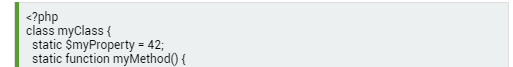 <?php
class myClass {
  static $myProperty = 42;
  static function myMethod() {